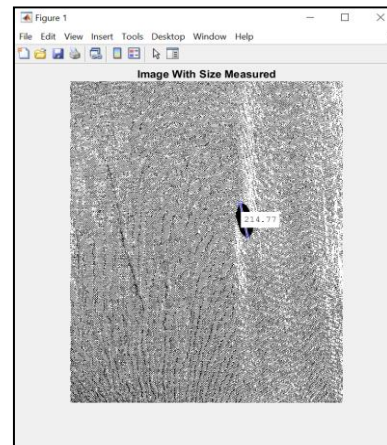 Figure 1
File Edit View Insert Tools Desktop Window Help
Image With Size Measured
214.77